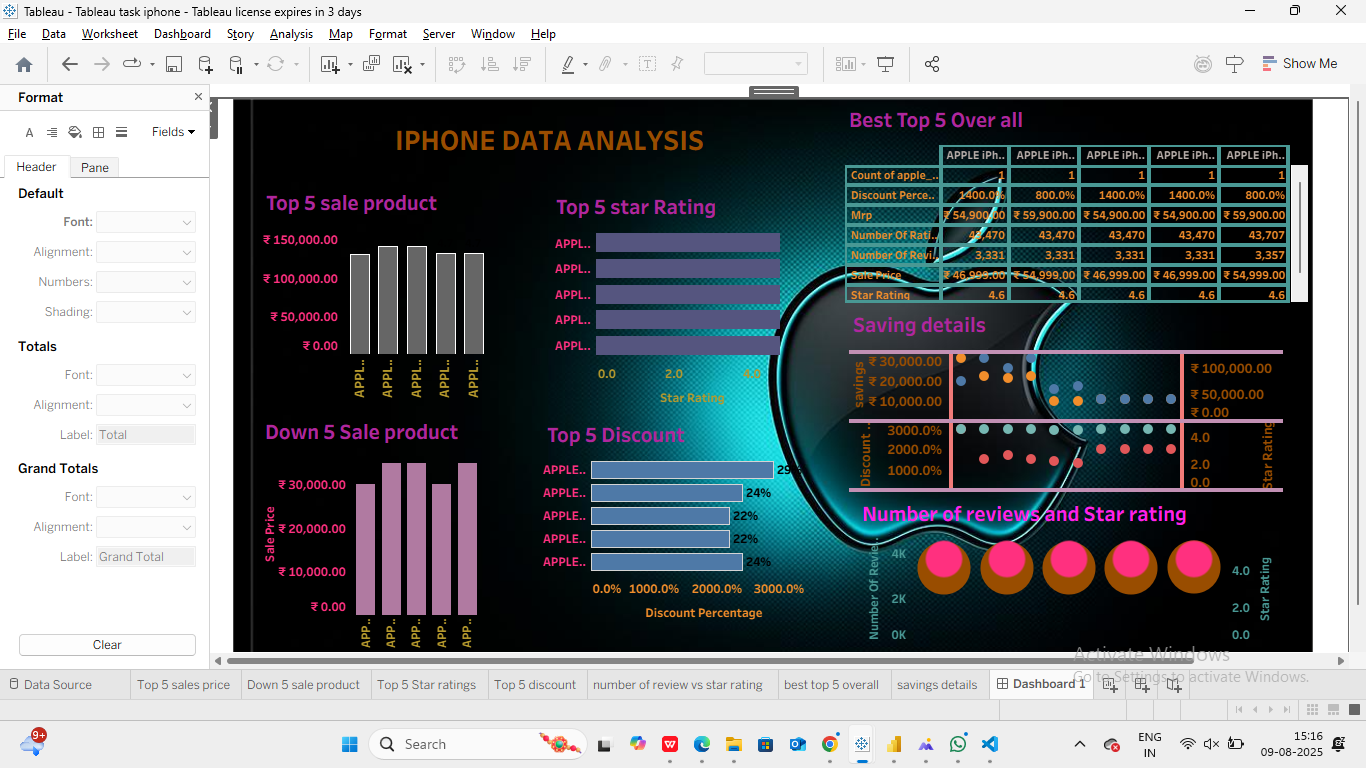 Tableau - Tableau task iphone - Tableau license expires in 3 days
File Data Worksheet Dashboard Story Analysis Map Format Server Window Help
Show Me
Format
Fields
Header Pane
Default
Font:
Alignment:
Numbers:
Shading:
Totals
Font:
Alignment:
Label: Total
Grand Totals
Font:
Alignment:
Label: Grand Total
Clear
IPHONE DATA ANALYSIS
Top 5 sale product
₹ 150,000.00
₹ 100,000.00
₹ 50,000.00
₹ 0.00
APPL.. APPL.. APPL.. APPL.. APPL..
Down 5 Sale product
Sale Price
₹ 30,000.00
₹ 20,000.00
₹ 10,000.00
₹ 0.00
APP.. APP.. APP.. APP.. APP..
Top 5 star Rating
APPL..
APPL..
APPL..
APPL..
APPL..
0.0 2.0 4.0
Star Rating
Top 5 Discount
APPLE.. 29%
APPLE.. 24%
APPLE.. 22%
APPLE.. 22%
APPLE.. 24%
0.0% 1000.0% 2000.0% 3000.0%
Discount Percentage
Best Top 5 Over all
APPLE iPh.. APPLE iPh.. APPLE iPh.. APPLE iPh.. APPLE iPh..
Count of apple_.. 1 1 1 1 1
Discount Perce.. 1400.0% 800.0% 1400.0% 1400.0% 800.0%
Mrp ₹ 54,900.00 ₹ 59,900.00 ₹ 54,900.00 ₹ 54,900.00 ₹ 59,900.00
Number Of Rati.. 43,470 43,470 43,470 43,470 43,707
Number Of Revi.. 3,331 3,331 3,331 3,331 3,357
Sale Price ₹ 46,999.00 ₹ 54,999.00 ₹ 46,999.00 ₹ 46,999.00 ₹ 54,999.00
Star Rating 4.6 4.6 4.6 4.6 4.6
Saving details
savings
₹ 30,000.00
₹ 20,000.00
₹ 10,000.00
₹ 100,000.00
₹ 50,000.00
₹ 0.00
Discount ..
3000.0%
2000.0%
1000.0%
4.0
2.0
0.0
Star Rating
Number of reviews and Star rating
Number Of Revie..
4K
2K
0K
4.0
2.0
0.0
Star Rating
Activate Windows
Go to Settings to activate Windows.
Data Source Top 5 sales price Down 5 sale product Top 5 Star ratings Top 5 discount number of review vs star rating best top 5 overall savings details Dashboard 1
9+
Search
ENG
IN
15:16
09-08-2025